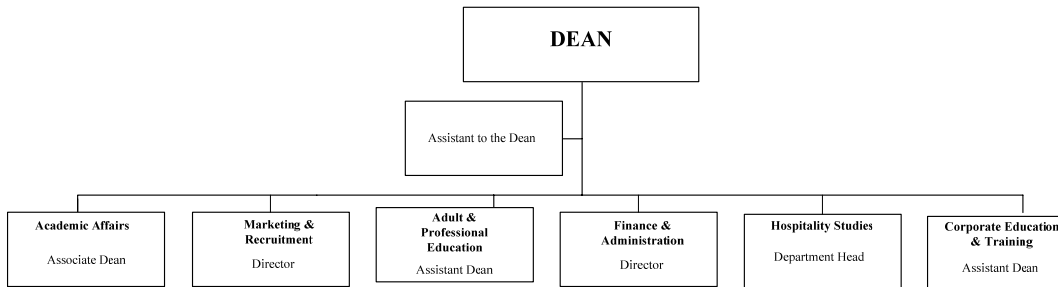 DEAN
Assistant to the Dean
Academic Affairs
Associate Dean
Marketing &
Recruitment
Director
Adult &
Professional
Education
Assistant Dean
Finance &
Administration
Director
Hospitality Studies
Department Head
Corporate Education
& Training
Assistant Dean